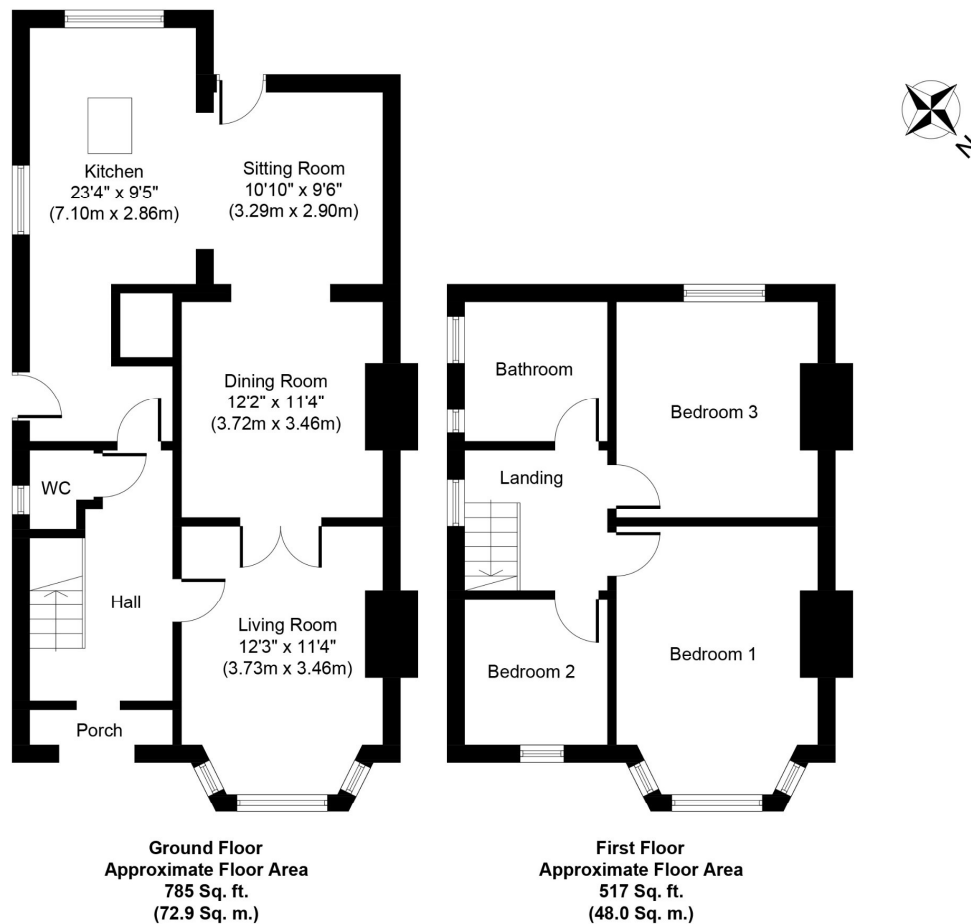 Kitchen
23'4" x 9'5"
(7.10m x 2.86m)
Sitting Room
10'10" x 9'6"
(3.29m x 2.90m)
N
Dining Room
12'2" x 11'4"
(3.72m x 3.46m)
WC
Hall
Living Room
12'3" x 11'4"
(3.73m x 3.46m)
Porch
Bathroom
Bedroom 3
Landing
Bedroom 2
Bedroom 1
Ground Floor
Approximate Floor Area
785 Sq. ft.
(72.9 Sq. m.)
First Floor
Approximate Floor Area
517 Sq. ft.
(48.0 Sq. m.)